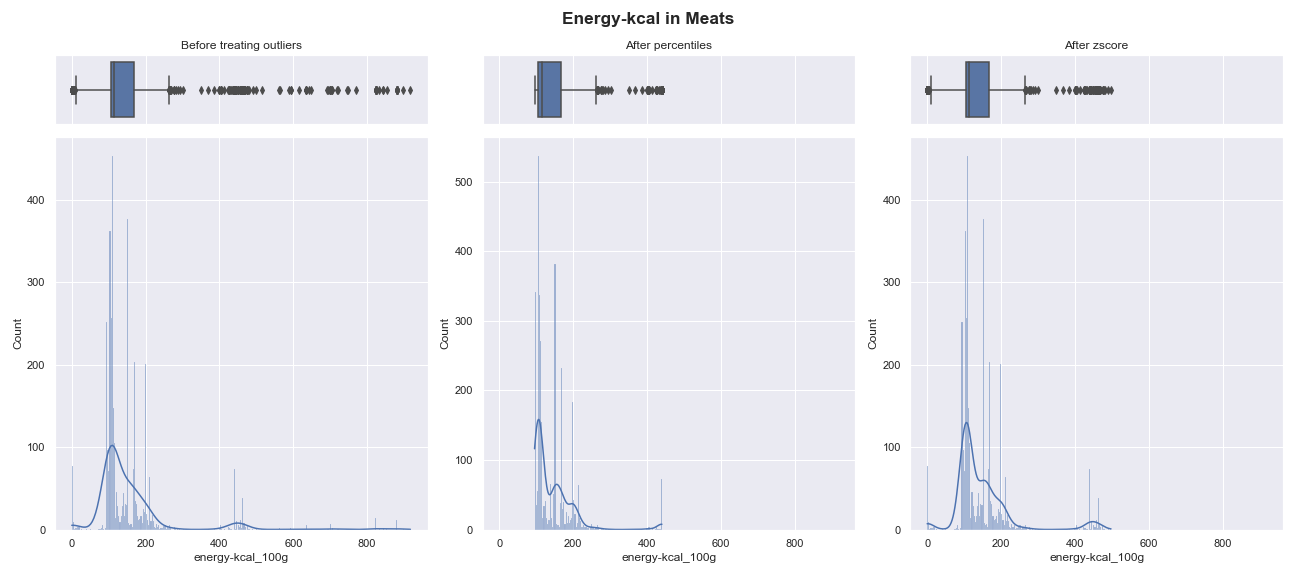 Energy-kcal in Meats
Before treating outliers
After percentiles
After zscore
Count
400
300
200
100
0
0 200 400 600 800
energy-kcal_100g
Count
500
400
300
200
100
0
0 200 400 600 800
energy-kcal_100g
Count
400
300
200
100
0
0 200 400 600 800
energy-kcal_100g